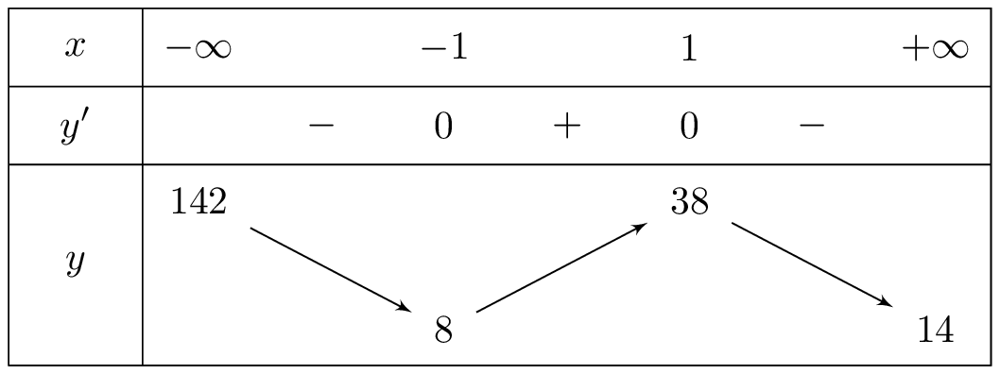 x −∞ −1 1 +∞
y′ − 0 + 0 −
142 38
y
8 14